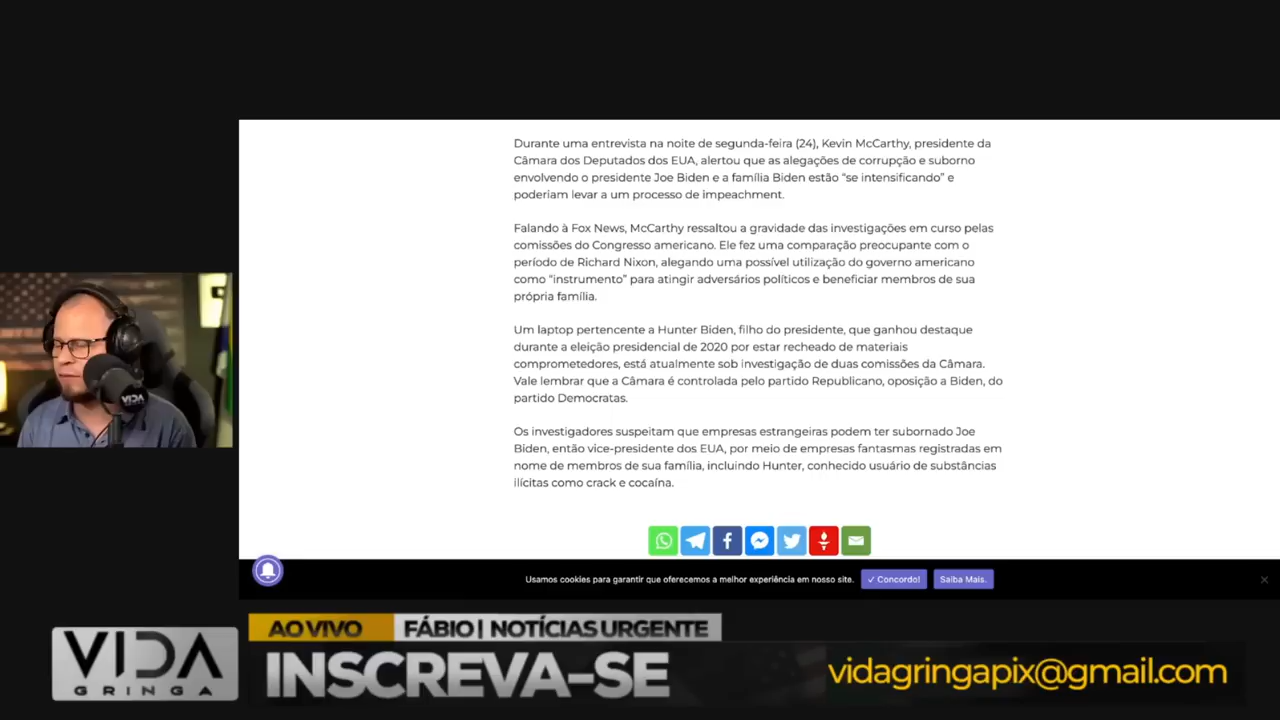 Durante uma entrevista na noite de segunda-feira (24), Kevin McCarthy, presidente da
Câmara dos Deputados dos EUA, alertou que as alegações de corrupção e suborno
envolvendo o presidente Joe Biden e a família Biden estão “se intensificando” e
poderiam levar a um processo de impeachment.
Falando à Fox News, McCarthy ressaltou a gravidade das investigações em curso pelas
comissões do Congresso americano. Ele fez uma comparação preocupante com o
período de Richard Nixon, alegando uma possível utilização do governo americano
como “instrumento” para atingir adversários políticos e beneficiar membros de sua
própria família.
Um laptop pertencente a Hunter Biden, filho do presidente, que ganhou destaque
durante a eleição presidencial de 2020 por estar recheado de materiais
comprometedores, está atualmente sob investigação de duas comissões da Câmara.
Vale lembrar que a Câmara é controlada pelo partido Republicano, oposição a Biden, do
partido Democratas.
Os investigadores suspeitam que empresas estrangeiras podem ter subornado Joe
Biden, então vice-presidente dos EUA, por meio de empresas fantasmas registradas em
nome de membros de sua família, incluindo Hunter, conhecido usuário de substâncias
ilícitas como crack e cocaína.
VIDA
Usamos cookies para garantir que oferecemos a melhor experiência em nosso site.
✓ Concordo!
Saiba Mais.
AO VIVO
FÁBIO | NOTÍCIAS URGENTE
VIDA
GRINGA
INSCREVA-SE
vidagringapix@gmail.com